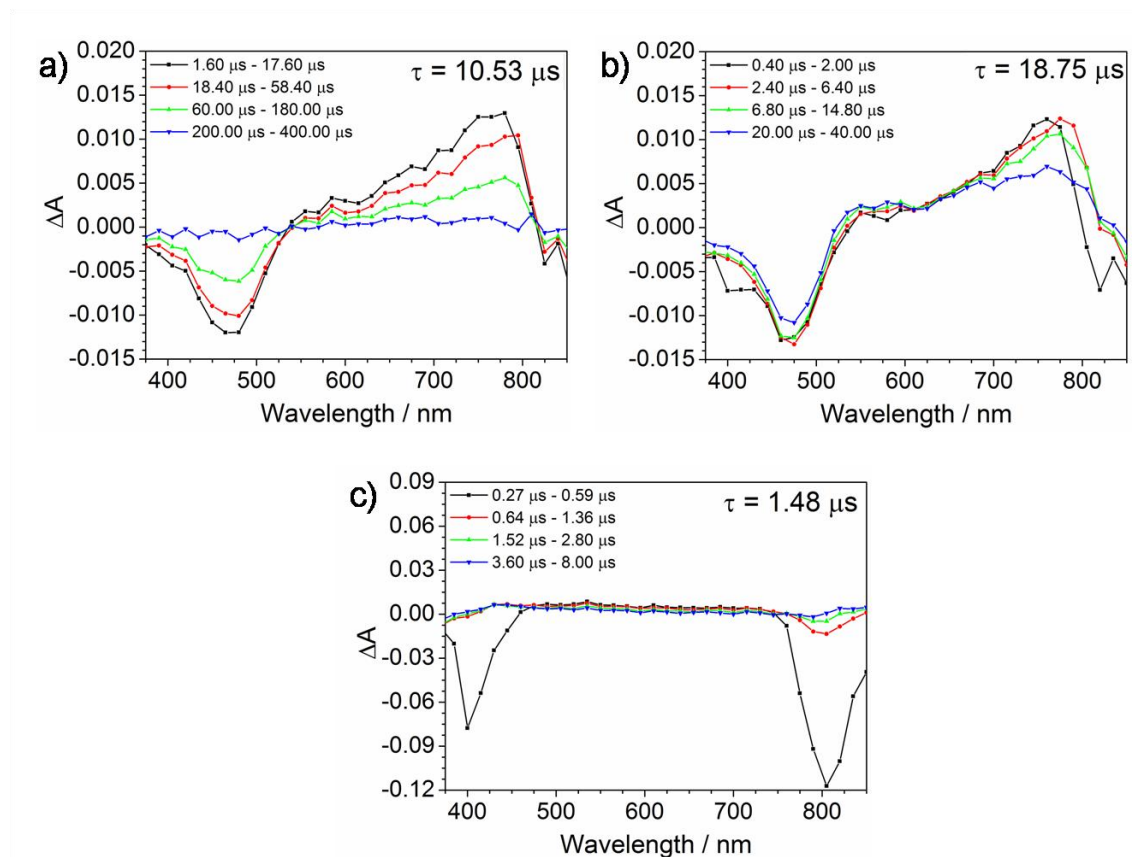 a)
0.020
0.015
0.010
0.005
0.000
-0.005
-0.010
-0.015
ΔA
1.60 μs - 17.60 μs
18.40 μs - 58.40 μs
60.00 μs - 180.00 μs
200.00 μs - 400.00 μs
τ = 10.53 μs
400 500 600 700 800
Wavelength / nm
b)
0.020
0.015
0.010
0.005
0.000
-0.005
-0.010
-0.015
ΔA
0.40 μs - 2.00 μs
2.40 μs - 6.40 μs
6.80 μs - 14.80 μs
20.00 μs - 40.00 μs
τ = 18.75 μs
400 500 600 700 800
Wavelength / nm
c)
0.09
0.06
0.03
0.00
-0.03
-0.06
-0.09
-0.12
ΔA
0.27 μs - 0.59 μs
0.64 μs - 1.36 μs
1.52 μs - 2.80 μs
3.60 μs - 8.00 μs
τ = 1.48 μs
400 500 600 700 800
Wavelength / nm